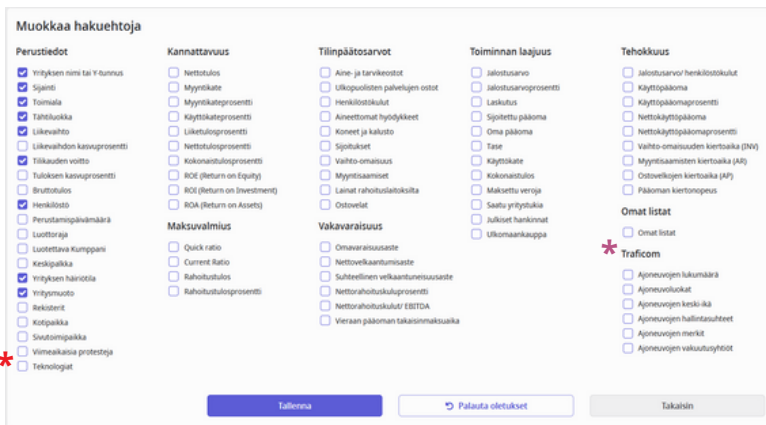 Muokkaa hakuehtoja
Perustiedot
Yrityksen nimi tai Y-tunnus
Sijainti
Toimiala
Tähtiluokka
Liikevaihto
Liikevaihdon kasvuprosentti
Tilikauden voitto
Tuloksen kasvuprosentti
Bruttotulos
Henkilöstö
Perustamispäivämäärä
Luottoraja
Luotettava Kumppani
Keskipalkka
Yrityksen häiriötila
Yritysmuoto
Rekisterit
Kotipaikka
Sivutoimipaikka
Viimeaikaisia protesteja
* Teknologiat
Kannattavuus
Nettotulos
Myyntikate
Myyntikateprosentti
Käyttökateprosentti
Liiketulosprosentti
Nettotulosprosentti
Kokonaistulosprosentti
ROE (Return on Equity)
ROI (Return on Investment)
ROA (Return on Assets)
Maksuvalmius
Quick ratio
Current Ratio
Rahoitustulos
Rahoitustulosprosentti
Tilinpäätosarvot
Aine- ja tarvikeostot
Ulkopuolisten palvelujen ostot
Henkilöstökulut
Aineettomat hyödykkeet
Koneet ja kalusto
Sijoitukset
Vaihto-omaisuus
Myyntisaamiset
Lainat rahoituslaitoksilta
Ostovelat
Vakavaraisuus
Omavaraisuusaste
Nettovelkaantumisaste
Suhteellinen velkaantuneisuusaste
Nettorahoituskuluprosentti
Nettorahoituskulut/ EBITDA
Vieraan pääoman takaisinmaksuaika
Toiminnan laajuus
Jalostusarvo
Jalostusarvoprosentti
Laskutus
Sijoitettu pääoma
Oma pääoma
Tase
Käyttökate
Kokonaistulos
Maksettu veroja
Saatu yritystukia
Julkiset hankinnat
Ulkomaankauppa
Tehokkuus
Jalostusarvo/ henkilöstökulut
Käyttöpääoma
Käyttöpääomaprosentti
Nettokäyttöpääoma
Nettokäyttöpääomaprosentti
Vaihto-omaisuuden kiertoaika (INV)
Myyntisaamisten kiertoaika (AR)
Ostovelkojen kiertoaika (AP)
Pääoman kiertonopeus
Omat listat
Omat listat
* Traficom
Ajoneuvojen lukumäärä
Ajoneuvoluokat
Ajoneuvojen keski-ikä
Ajoneuvojen hallintasuhteet
Ajoneuvojen merkit
Ajoneuvojen vakuutusyhtiöt
Tallenna
Palauta oletukset
Takaisin